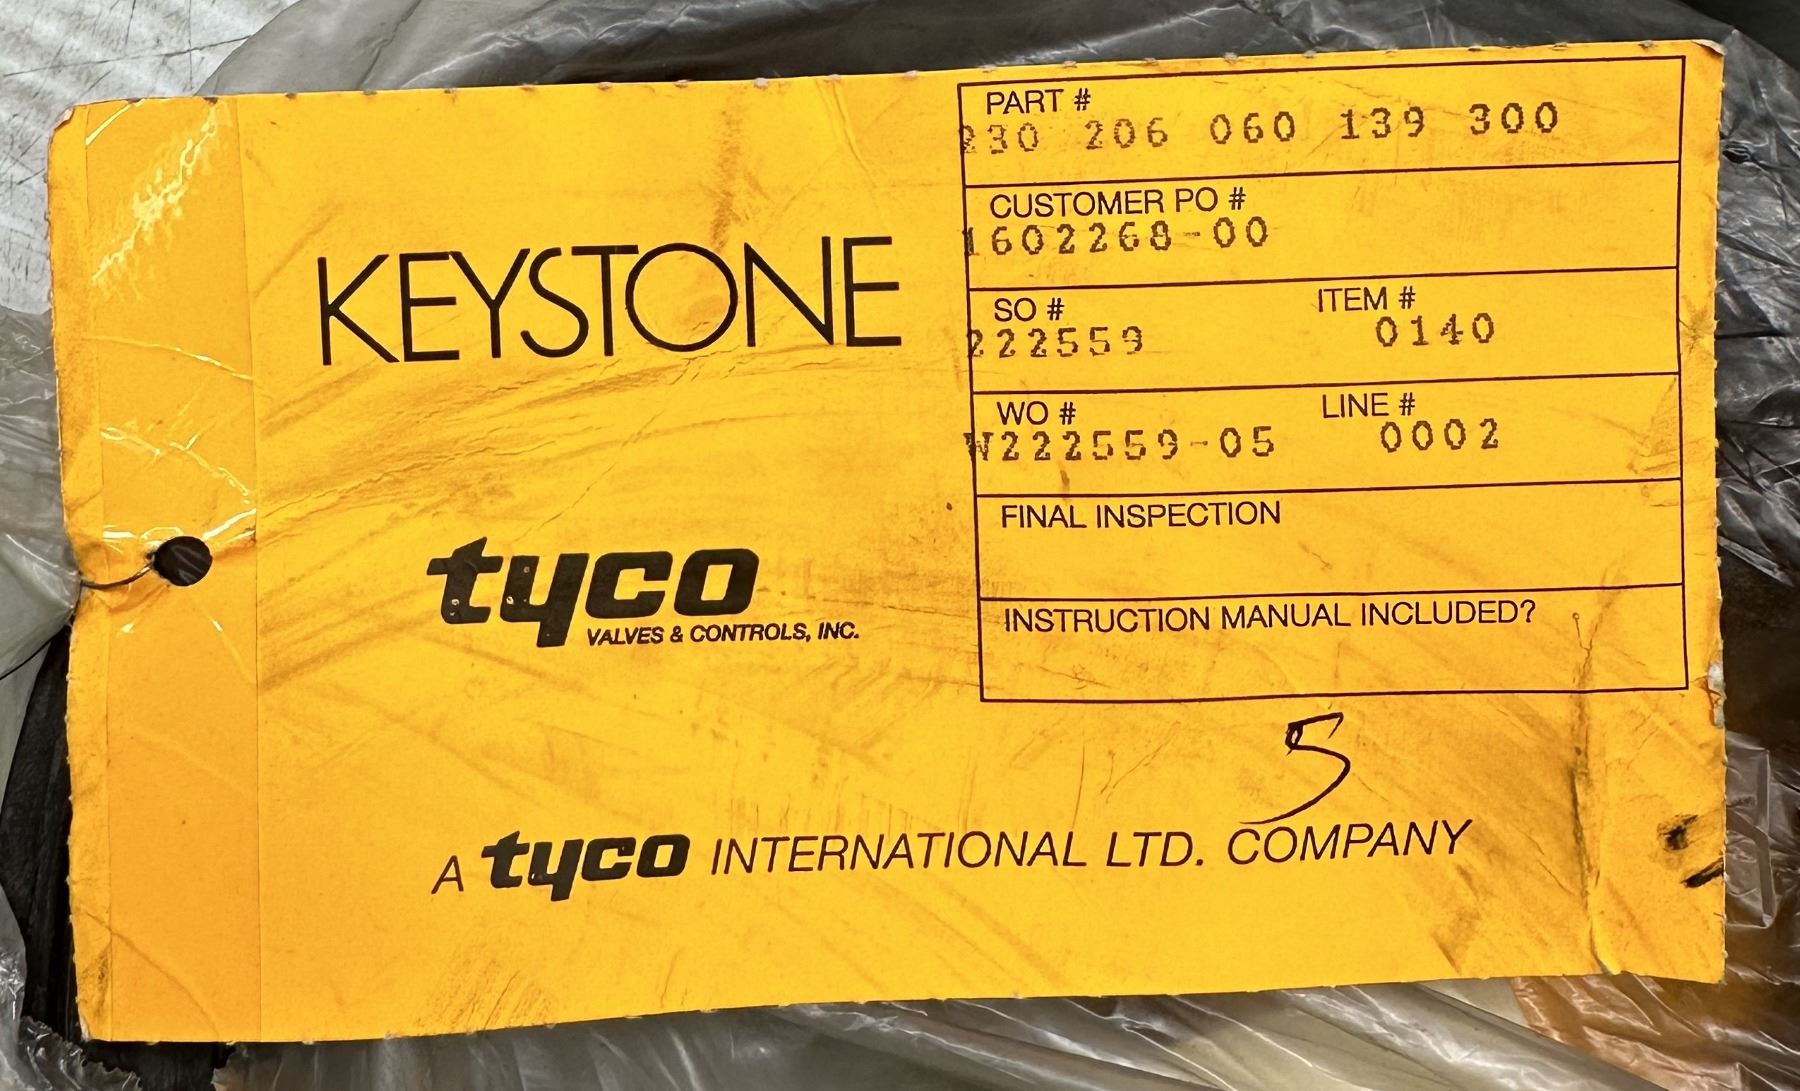 KEYSTONE
tyco
VALVES & CONTROLS, INC.
PART #
230 206 060 139 300
CUSTOMER PO #
1602268-00
SO # ITEM #
222559 0140
WO # LINE #
W222559-05 0002
FINAL INSPECTION
INSTRUCTION MANUAL INCLUDED?
5
A tyco INTERNATIONAL LTD. COMPANY